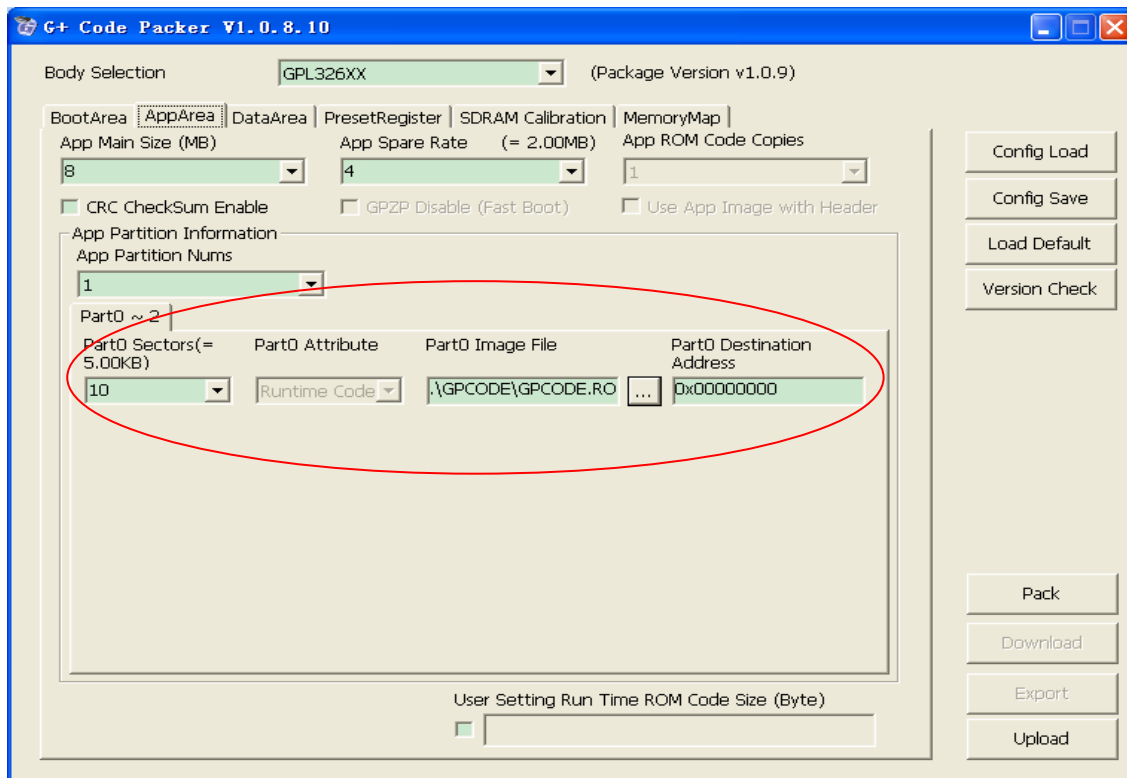 G+ Code Packer V1.0.8.10
Body Selection
GPL326XX
(Package Version v1.0.9)
BootArea
AppArea
DataArea
PresetRegister
SDRAM Calibration
MemoryMap
App Main Size (MB)
App Spare Rate (= 2.00MB)
App ROM Code Copies
8
4
1
CRC CheckSum Enable
GPZP Disable (Fast Boot)
Use App Image with Header
App Partition Information
App Partition Nums
1
Part0 ~ 2
Part0 Sectors(=
5.00KB)
Part0 Attribute
Part0 Image File
Part0 Destination
Address
10
Runtime Code
.\GPCODE\GPCODE.RO
...
0x00000000
User Setting Run Time ROM Code Size (Byte)
Config Load
Config Save
Load Default
Version Check
Pack
Download
Export
Upload